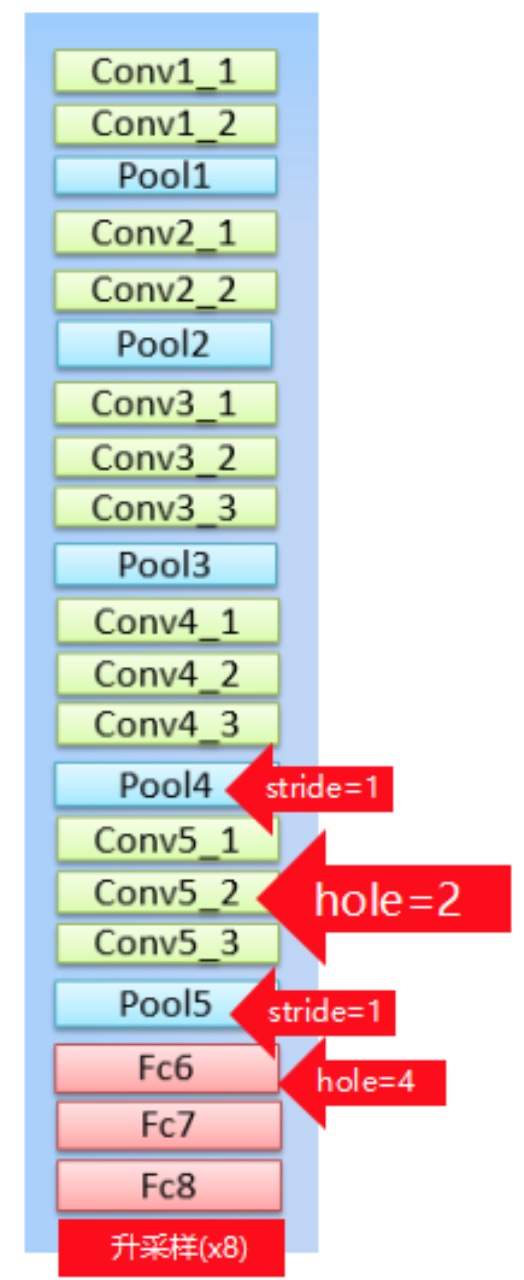 Conv1_1
Conv1_2
Pool1
Conv2_1
Conv2_2
Pool2
Conv3_1
Conv3_2
Conv3_3
Pool3
Conv4_1
Conv4_2
Conv4_3
Pool4
stride=1
Conv5_1
Conv5_2
hole=2
Conv5_3
Pool5
stride=1
Fc6
hole=4
Fc7
Fc8
升采样(x8)